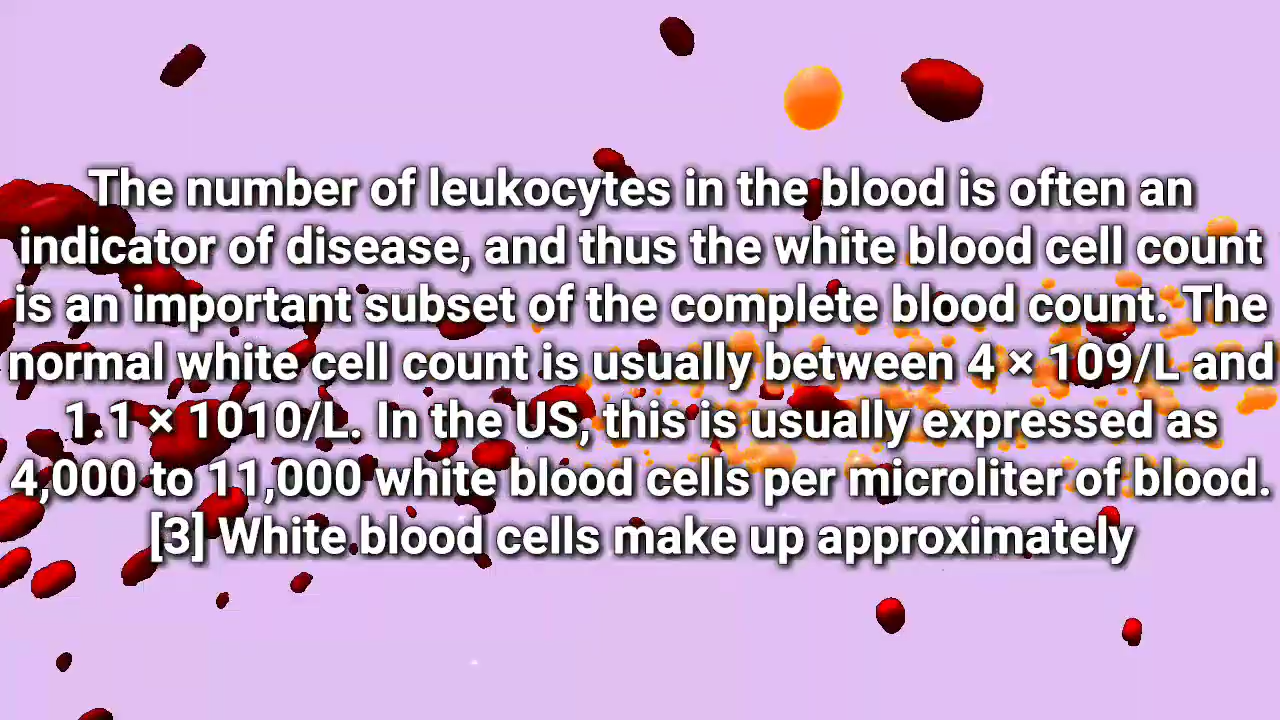 The number of leukocytes in the blood is often an
indicator of disease, and thus the white blood cell count
is an important subset of the complete blood count. The
normal white cell count is usually between 4 × 109/L and
1.1 × 1010/L. In the US, this is usually expressed as
4,000 to 11,000 white blood cells per microliter of blood.
[3] White blood cells make up approximately